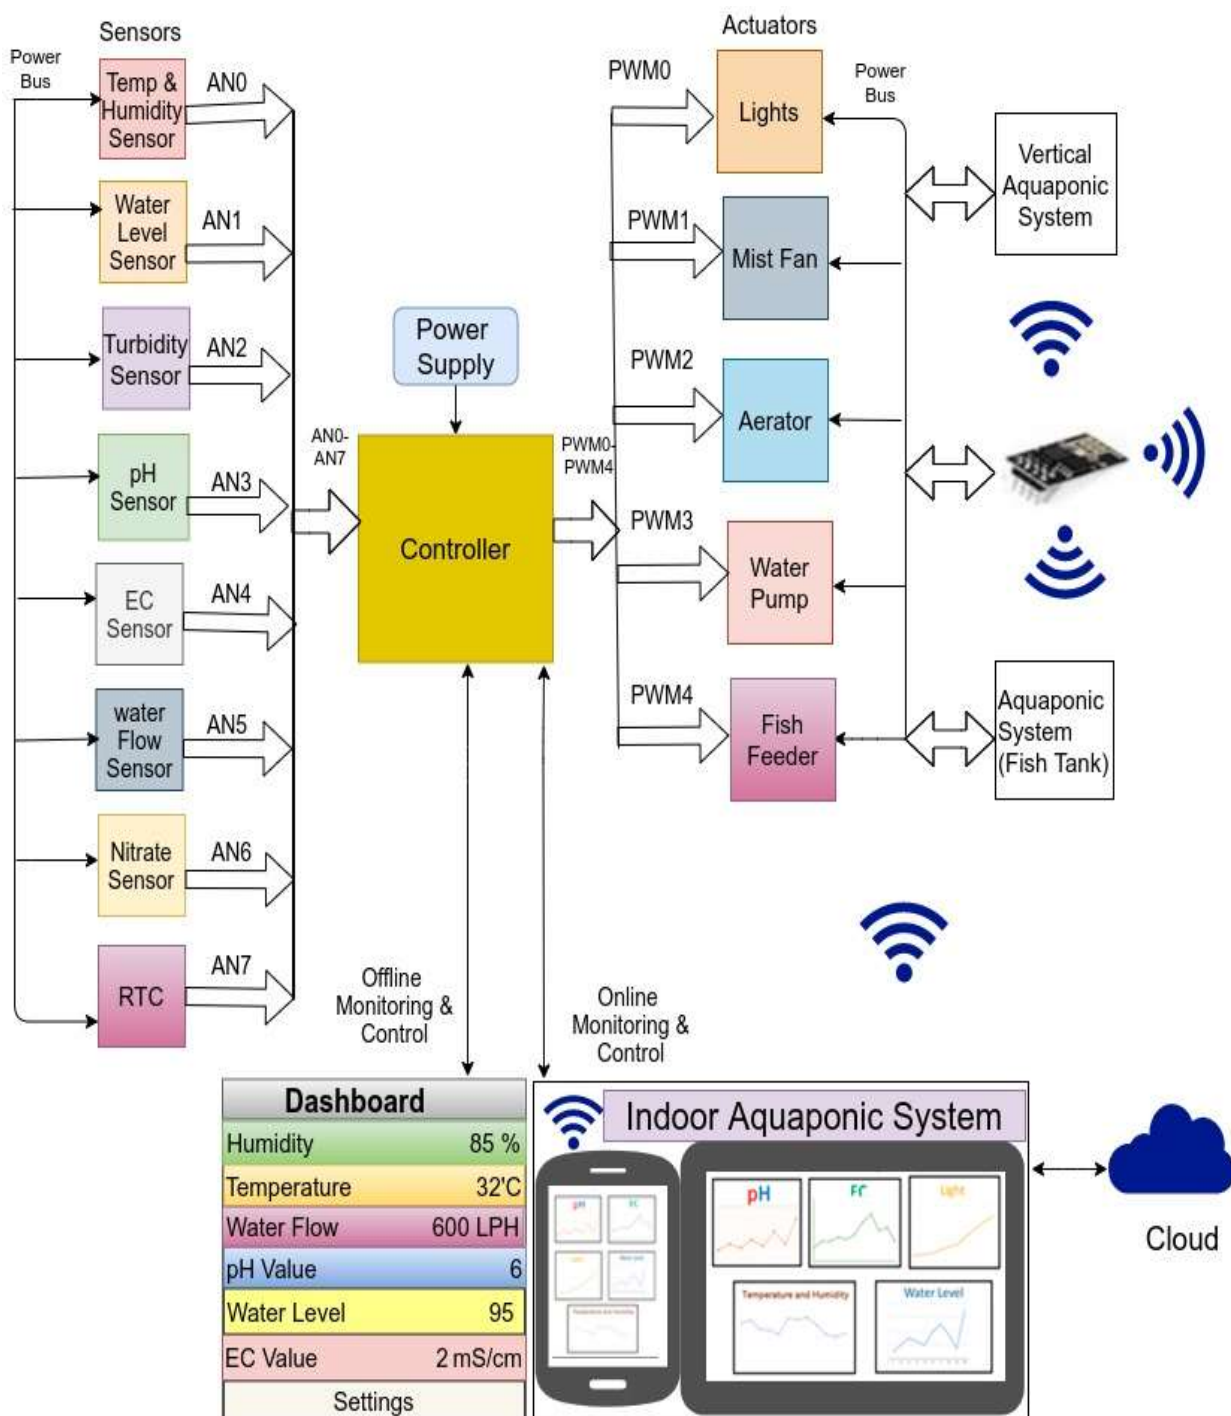 Sensors
Power
Bus
Temp &
Humidity
Sensor
AN0
Water
Level
Sensor
AN1
Turbidity
Sensor
AN2
pH
Sensor
AN3
EC
Sensor
AN4
water
Flow
Sensor
AN5
Nitrate
Sensor
AN6
RTC
AN7
AN0-
AN7
Power
Supply
Controller
PWM0-
PWM4
Actuators
PWM0
Lights
Power
Bus
PWM1
Mist Fan
PWM2
Aerator
PWM3
Water
Pump
PWM4
Fish
Feeder
Vertical
Aquaponic
System
Aquaponic
System
(Fish Tank)
Offline
Monitoring &
Control
Online
Monitoring &
Control
Dashboard
Humidity 85 %
Temperature 32'C
Water Flow 600 LPH
pH Value 6
Water Level 95
EC Value 2 mS/cm
Settings
Indoor Aquaponic System
pH
Temperature and Humidity
pH
Light
Temperature and Humidity
Water Level
Cloud